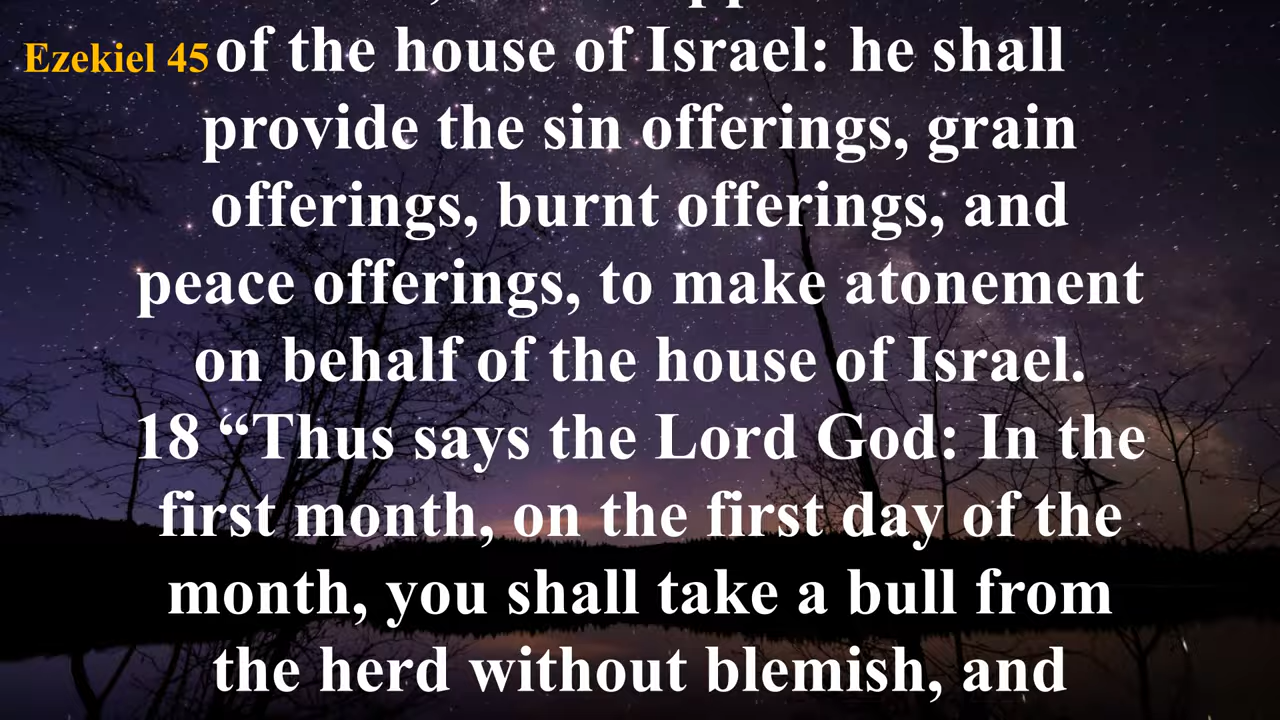 Ezekiel 45
of the house of Israel: he shall
provide the sin offerings, grain
offerings, burnt offerings, and
peace offerings, to make atonement
on behalf of the house of Israel.
18 “Thus says the Lord God: In the
first month, on the first day of the
month, you shall take a bull from
the herd without blemish, and